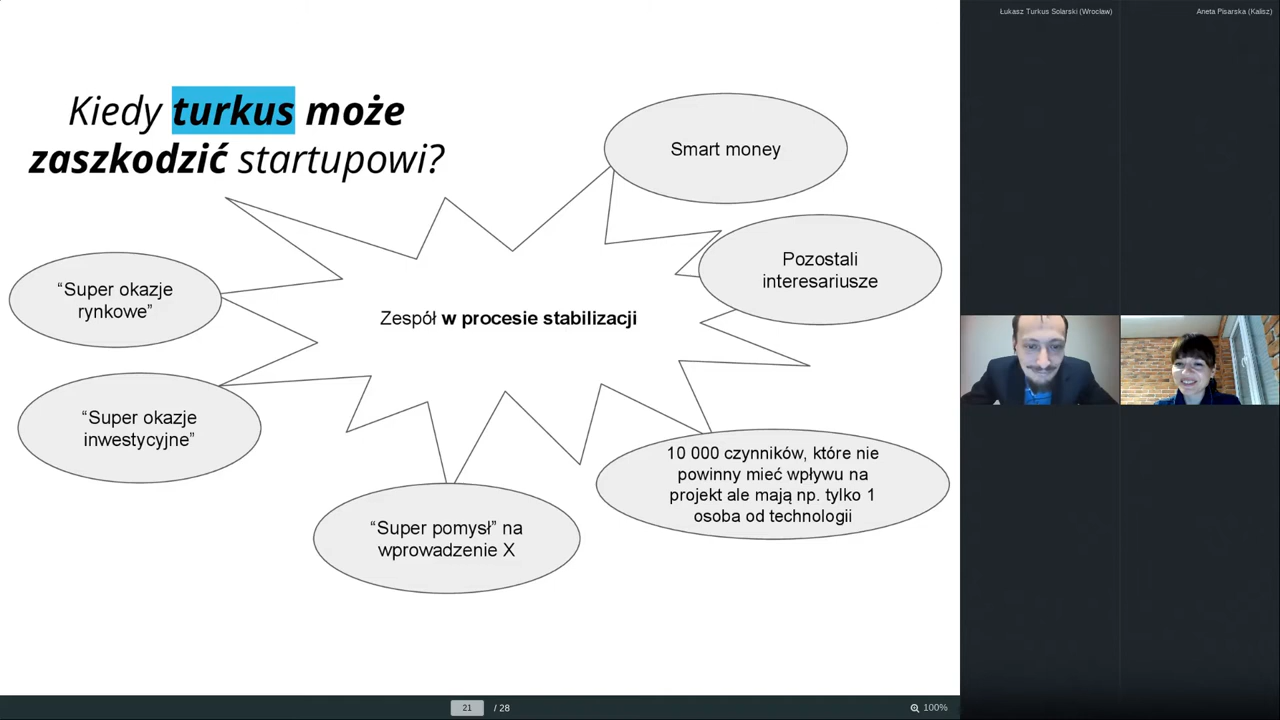 Kiedy turkus może
zaszkodzić startupowi?
Smart money
Pozostali
interesariusze
“Super okazje
rynkowe”
Zespół w procesie stabilizacji
“Super okazje
inwestycyjne”
10 000 czynników, które nie
powinny mieć wpływu na
projekt ale mają np. tylko 1
osoba od technologii
“Super pomysł” na
wprowadzenie X
21 / 28
100%
Łukasz Turkus Solarski (Wrocław)
Aneta Pisarska (Kalisz)